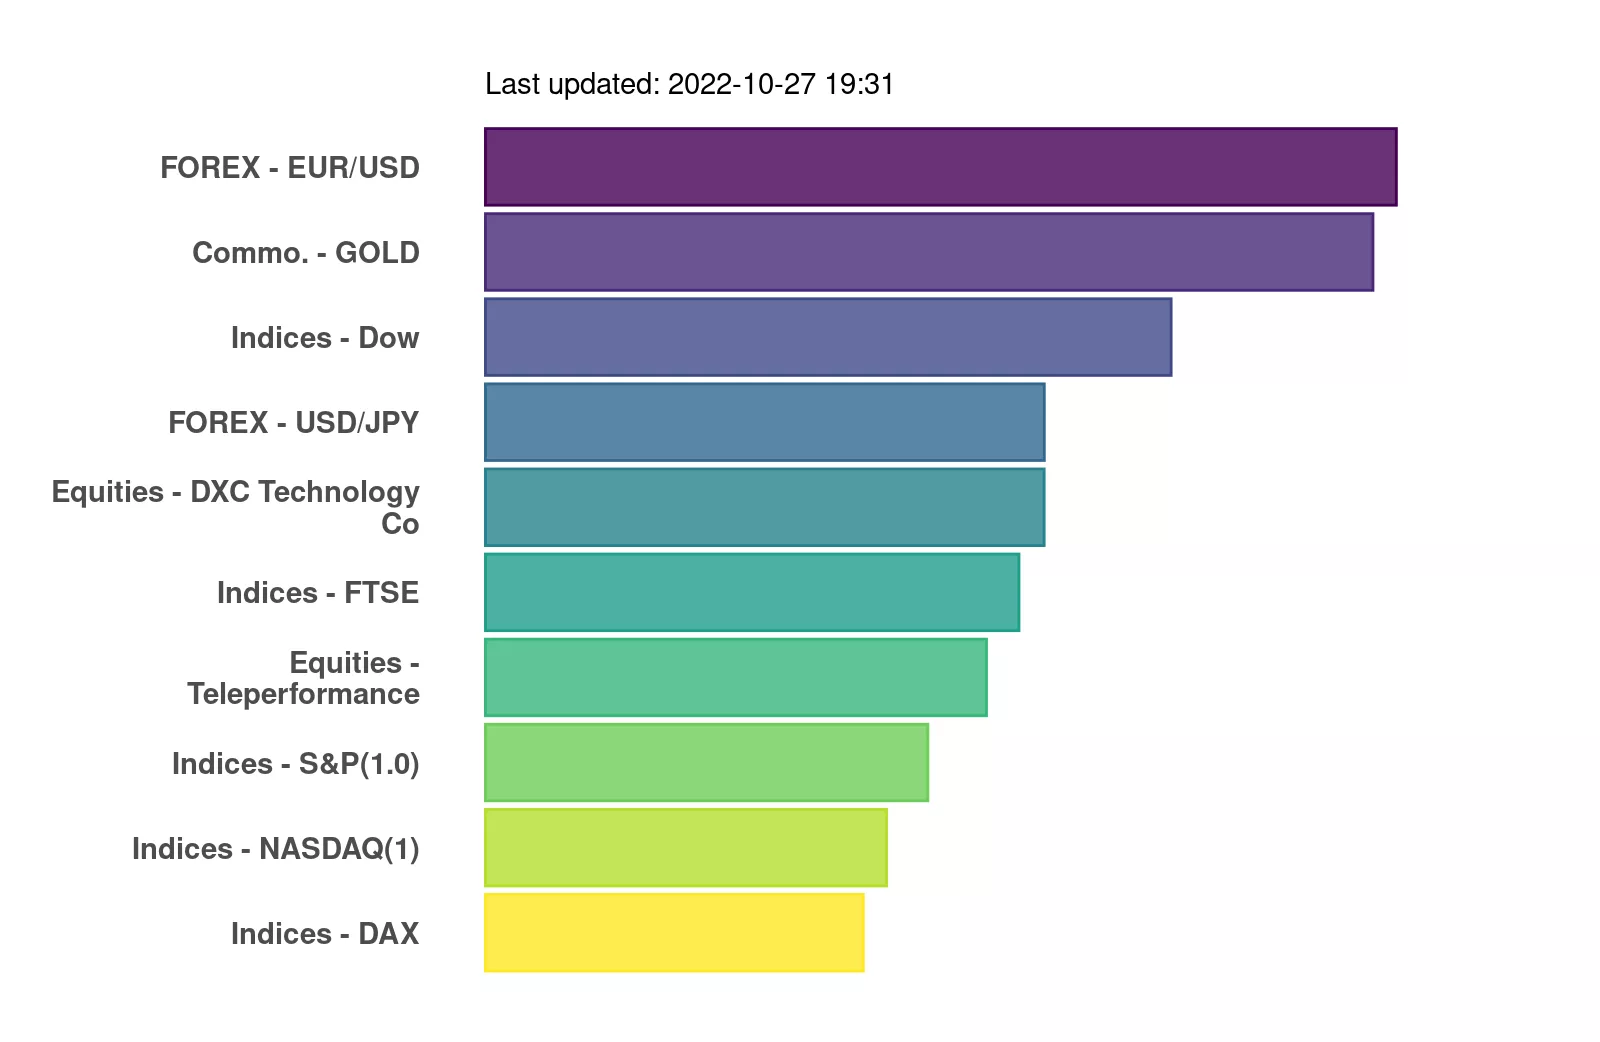 Last updated: 2022-10-27 19:31
FOREX - EUR/USD
Commo. - GOLD
Indices - Dow
FOREX - USD/JPY
Equities - DXC Technology
Co
Indices - FTSE
Equities -
Teleperformance
Indices - S&P(1.0)
Indices - NASDAQ(1)
Indices - DAX